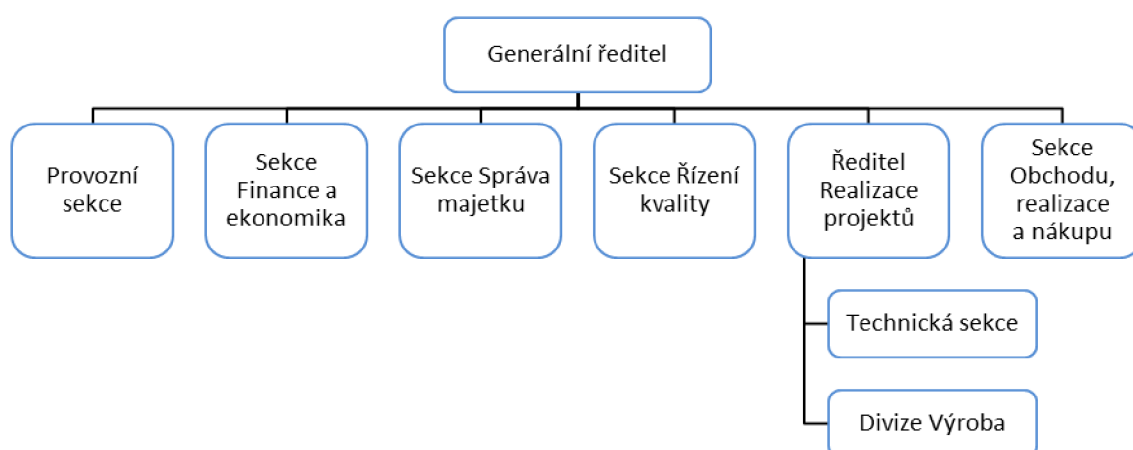 Generální ředitel
Provozní
sekce
Sekce
Finance a
ekonomika
Sekce Správa
majetku
Sekce Řízení
kvality
Ředitel
Realizace
projektů
Sekce
Obchodu,
realizace
a nákupu
Technická sekce
Divize Výroba